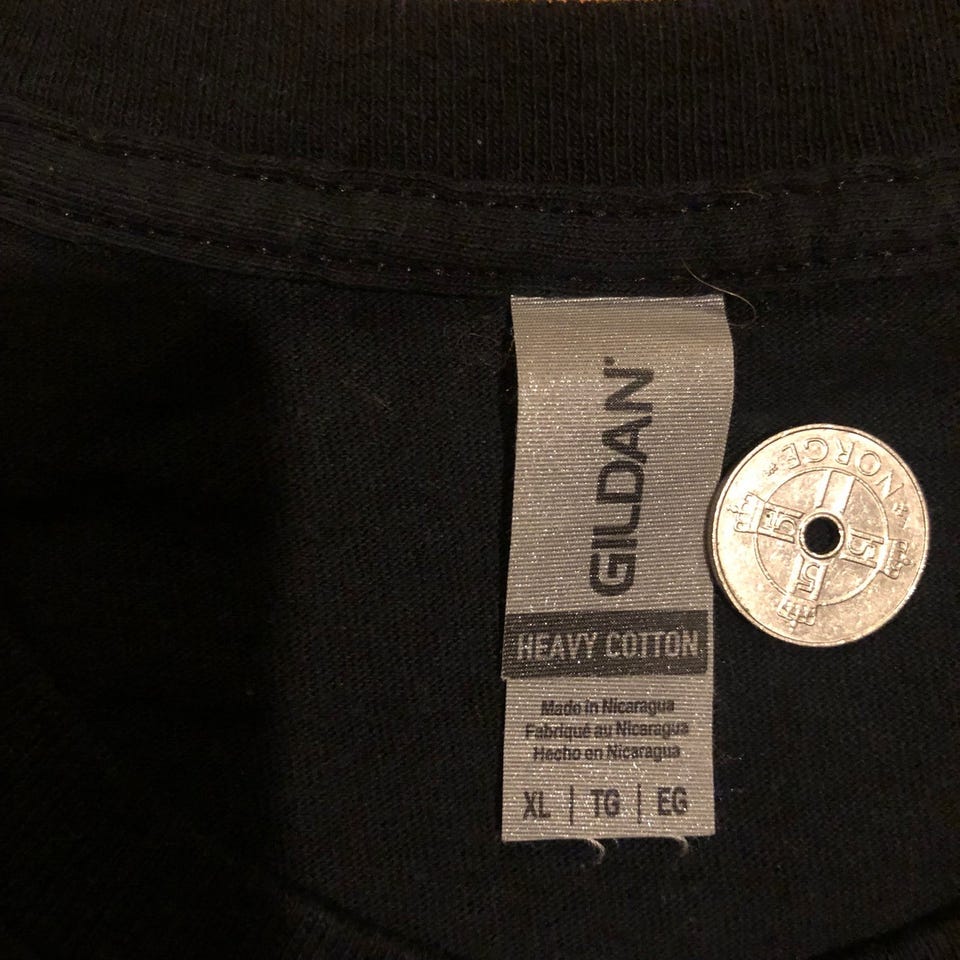 GILDAN®
HEAVY COTTON
Made in Nicaragua
Fabriqué au Nicaragua
Hecho en Nicaragua
XL | TG | EG
NORGE